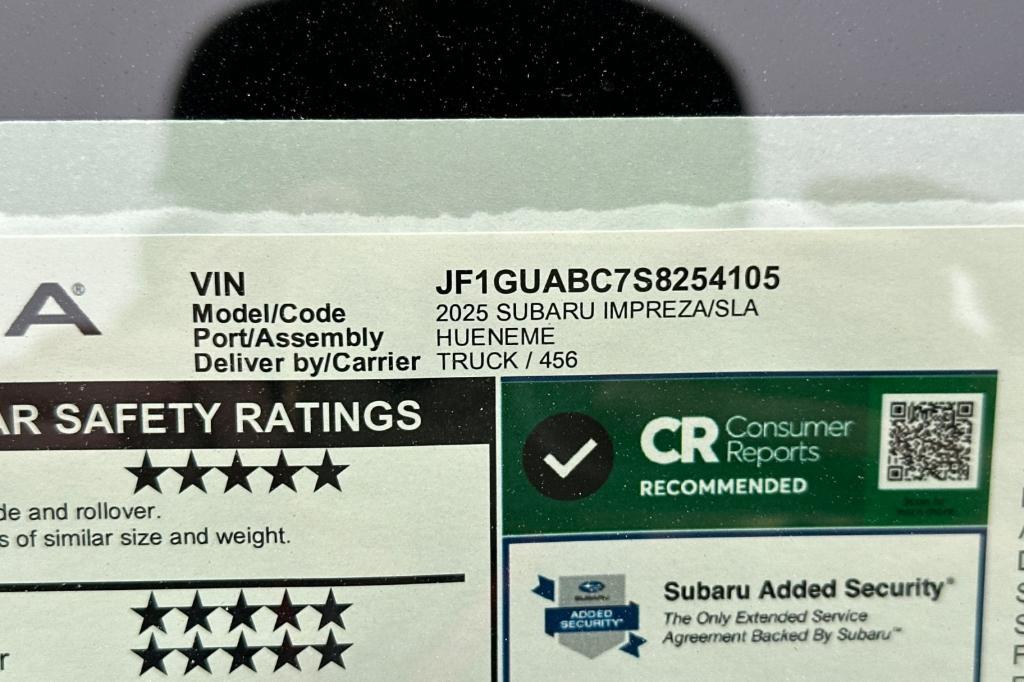 A®
VIN JF1GUABC7S8254105
Model/Code 2025 SUBARU IMPREZA/SLA
Port/Assembly HUENEME
Deliver by/Carrier TRUCK / 456
AR SAFETY RATINGS
de and rollover.
s of similar size and weight.
r
CR Consumer Reports
RECOMMENDED
SUBARU
ADDED
SECURITY
Subaru Added Security®
The Only Extended Service
Agreement Backed By Subaru™